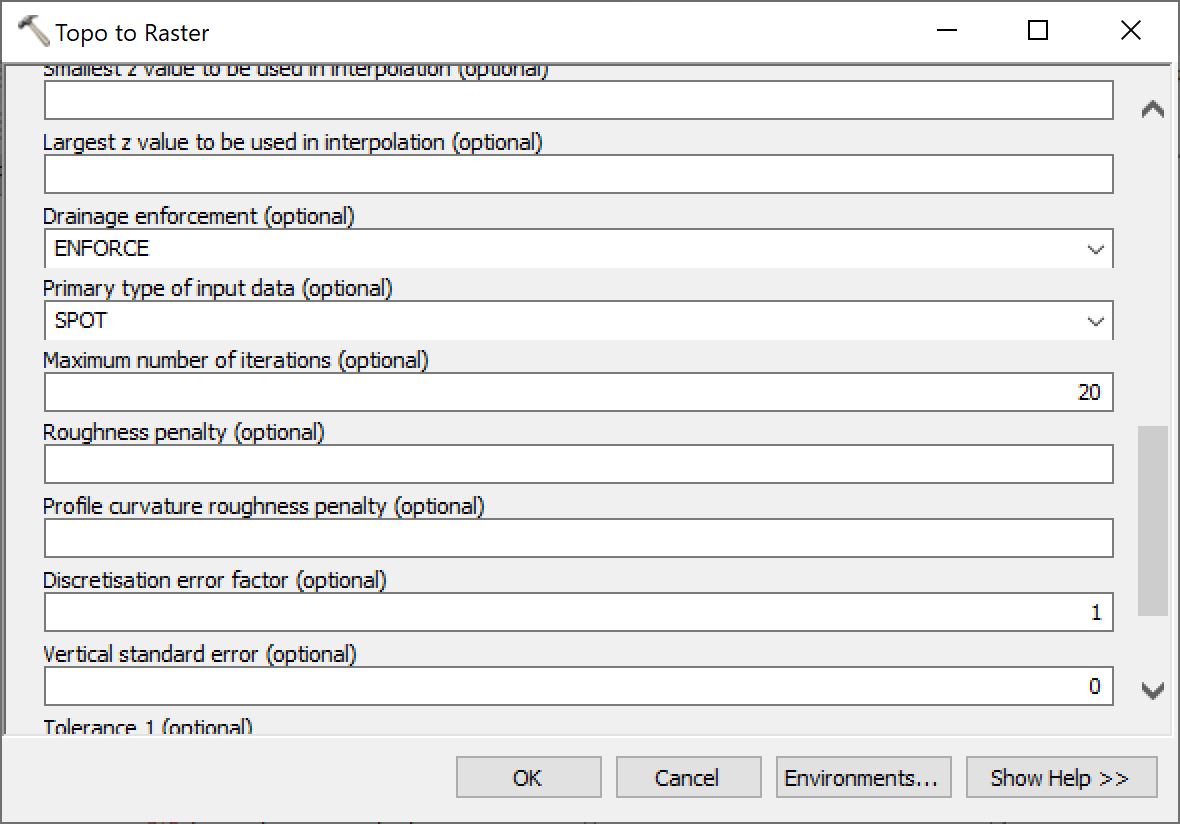 Topo to Raster
Smallest z value to be used in interpolation (optional)
Largest z value to be used in interpolation (optional)
Drainage enforcement (optional)
ENFORCE
Primary type of input data (optional)
SPOT
Maximum number of iterations (optional)
20
Roughness penalty (optional)
Profile curvature roughness penalty (optional)
Discretisation error factor (optional)
1
Vertical standard error (optional)
0
Tolerance 1 (optional)
OK Cancel Environments... Show Help >>